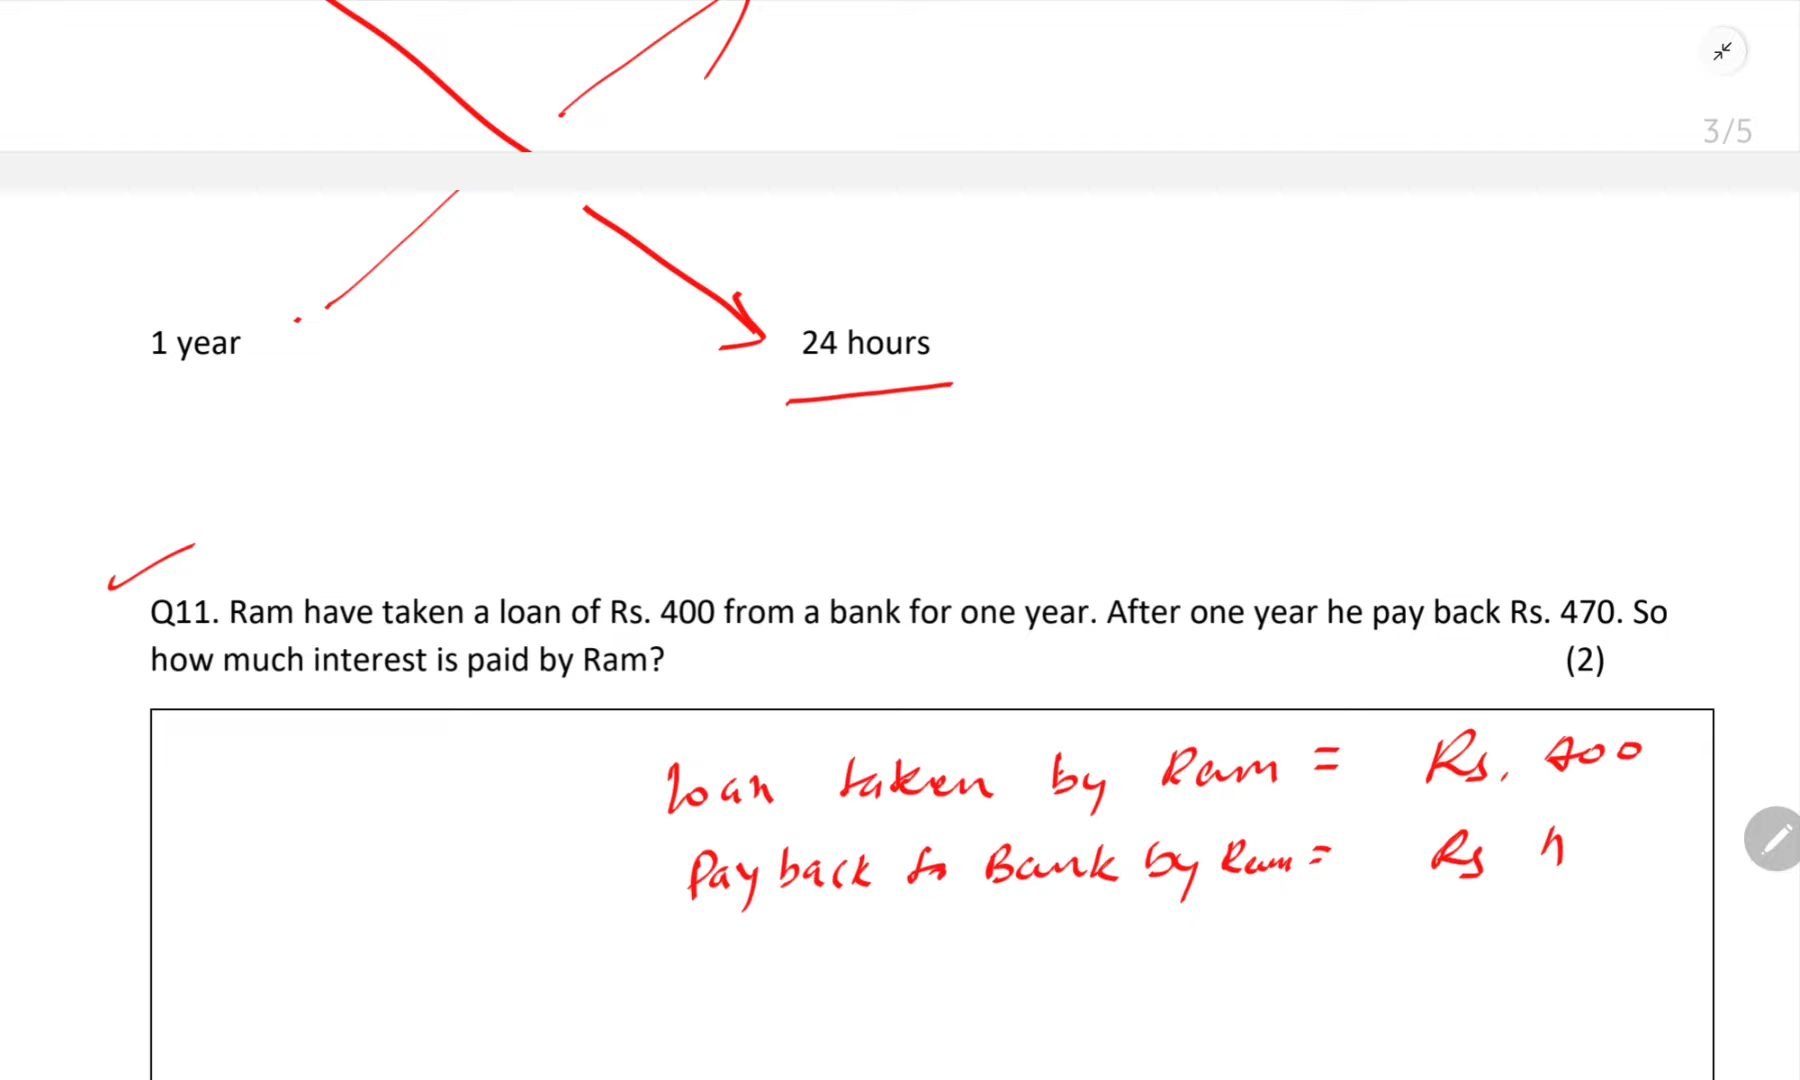 3/5
1 year 24 hours
Q11. Ram have taken a loan of Rs. 400 from a bank for one year. After one year he pay back Rs. 470. So
how much interest is paid by Ram? (2)
loan taken by Ram = Rs. 400
Pay back to Bank by Ram = Rs